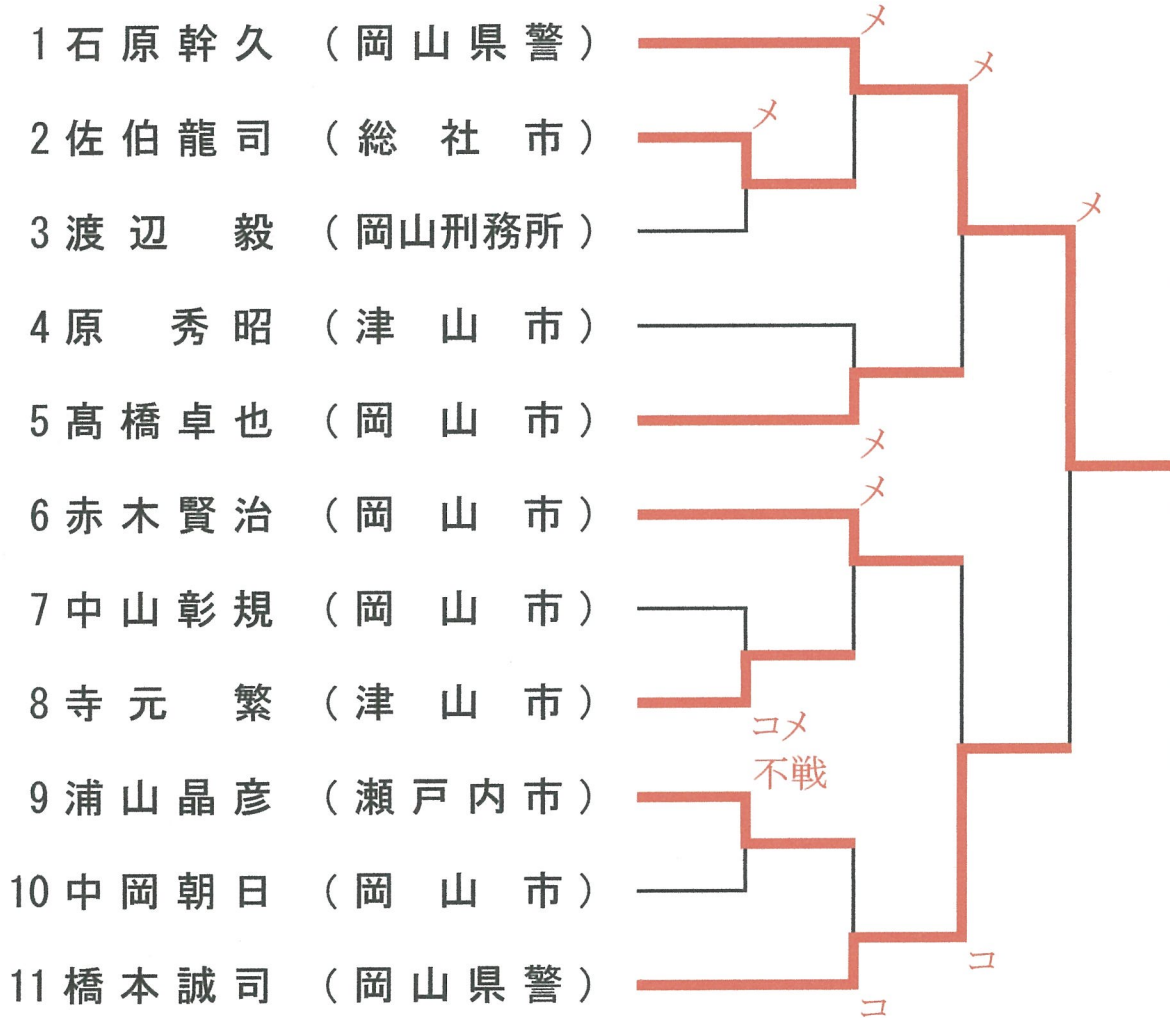 1 石原幹久 (岡山県警) メ
メ
2 佐伯龍司 (総社市) メ
3 渡辺毅 (岡山刑務所) メ
4 原秀昭 (津山市)
5 髙橋卓也 (岡山市) メ
6 赤木賢治 (岡山市) メ
7 中山彰規 (岡山市)
8 寺元繁 (津山市) コメ
不戦
9 浦山晶彦 (瀬戸内市)
10 中岡朝日 (岡山市)
コ
11 橋本誠司 (岡山県警) コ